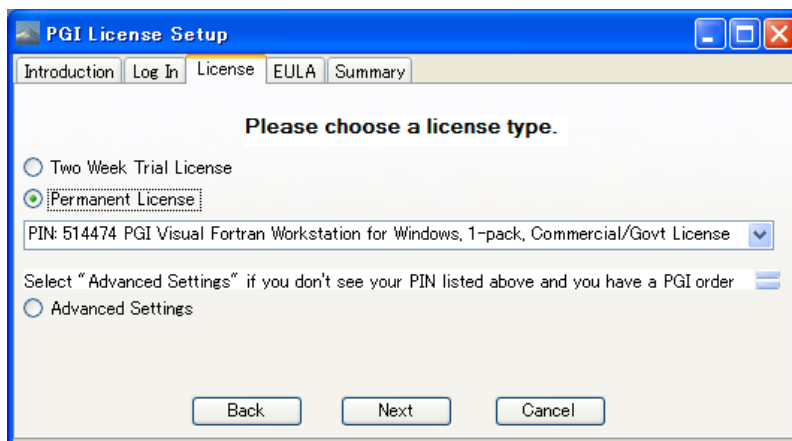 PGI License Setup
Introduction Log In License EULA Summary
Please choose a license type.
Two Week Trial License
Permanent License
PIN: 514474 PGI Visual Fortran Workstation for Windows, 1-pack, Commercial/Govt License
Select "Advanced Settings" if you don't see your PIN listed above and you have a PGI order
Advanced Settings
Back Next Cancel